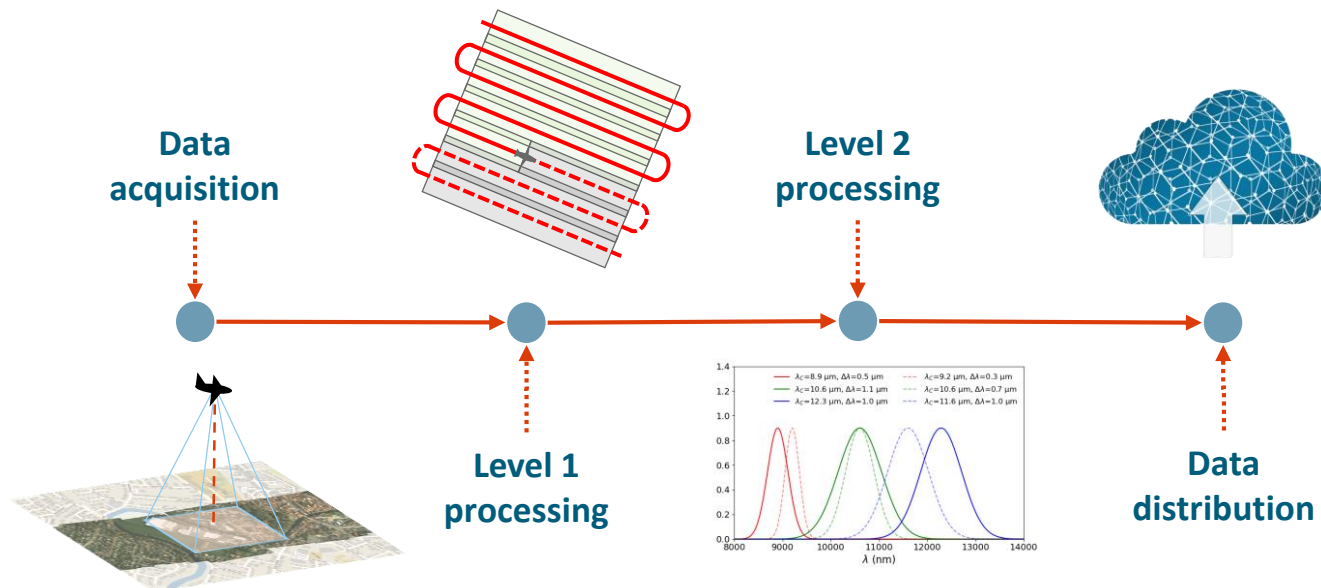 Data
acquisition
Level 1
processing
Level 2
processing
Data
distribution
1.4
1.2
1.0
0.8
0.6
0.4
0.2
0.0
λC=8.9 μm, Δλ=0.5 μm
λC=10.6 μm, Δλ=1.1 μm
λC=12.3 μm, Δλ=1.0 μm
λC=9.2 μm, Δλ=0.3 μm
λC=10.6 μm, Δλ=0.7 μm
λC=11.6 μm, Δλ=1.0 μm
8000 9000 10000 11000 12000 13000 14000
λ (nm)